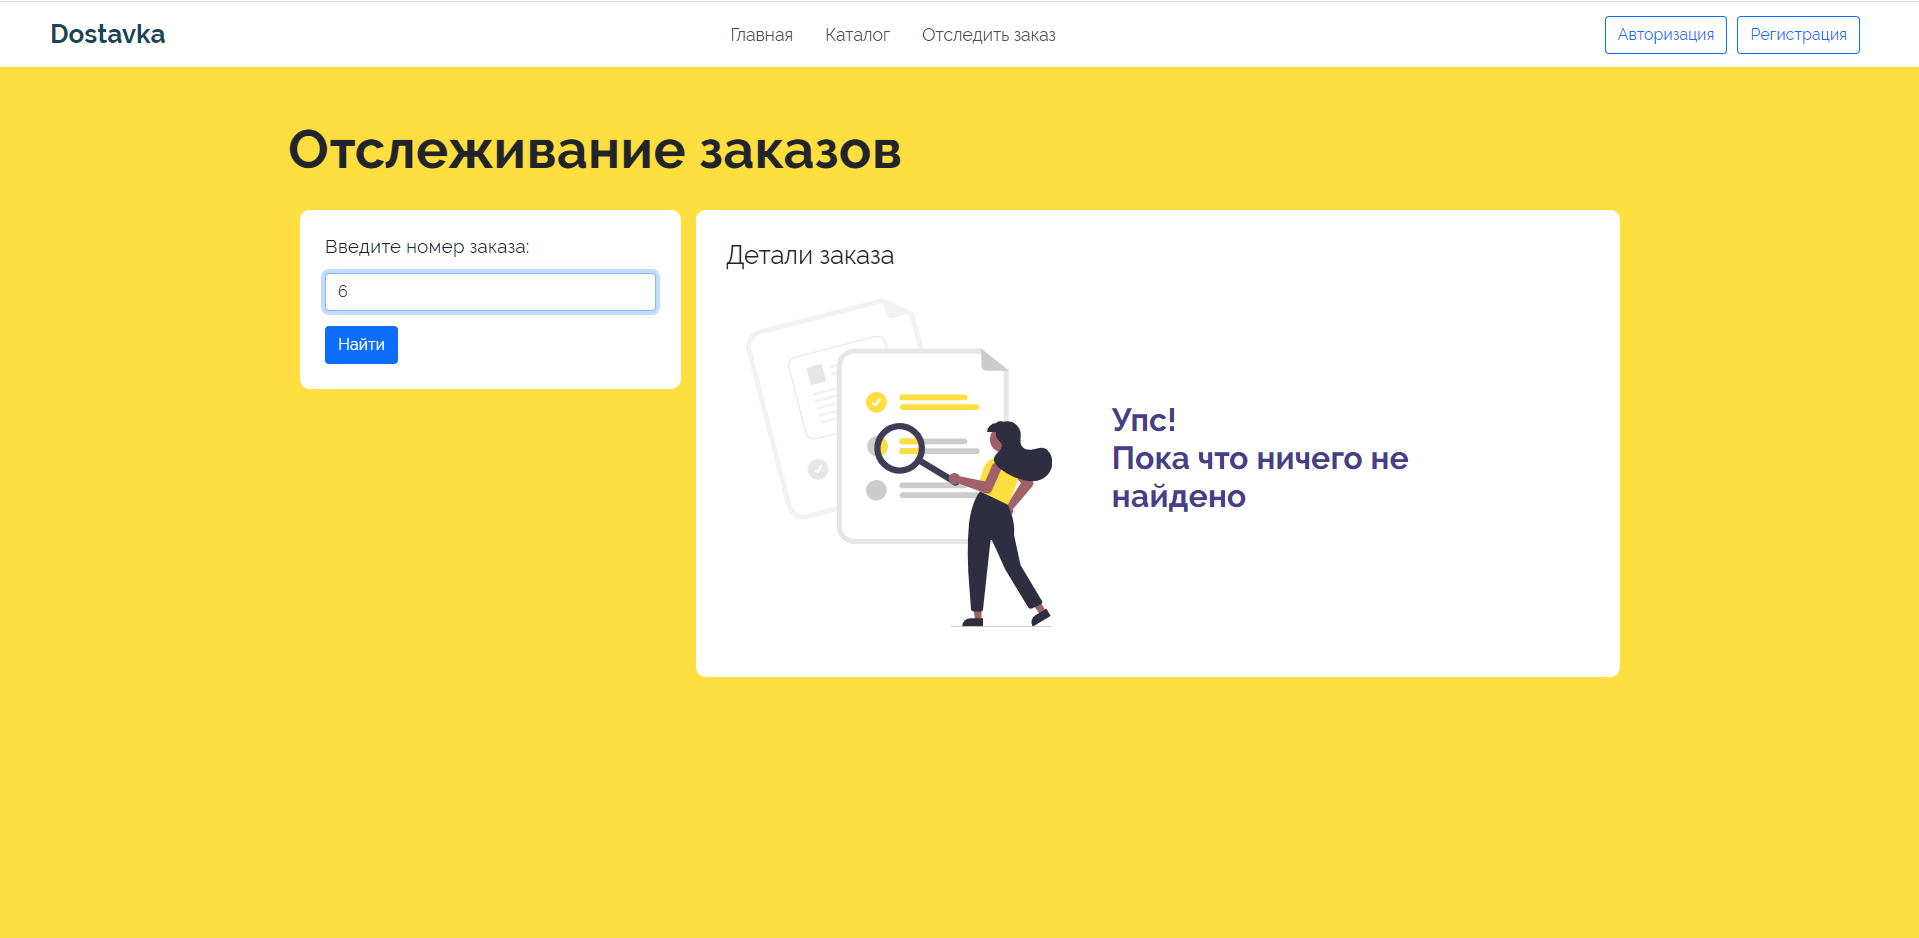 Dostavka
Главная
Каталог
Отследить заказ
Авторизация
Регистрация
Отслеживание заказов
Введите номер заказа:
6
Найти
Детали заказа
Упс!
Пока что ничего не
найдено